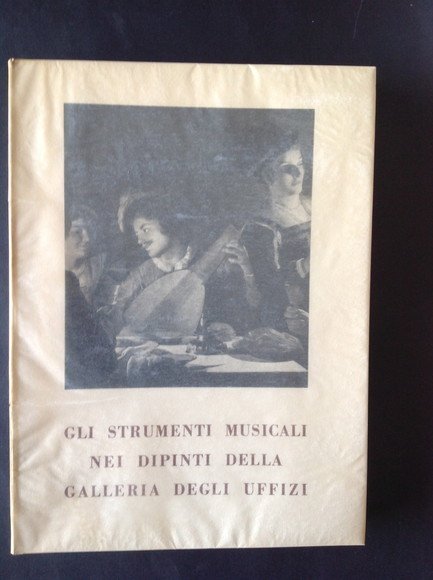 GLI STRUMENTI MUSICALI
NEI DIPINTI DELLA
GALLERIA DEGLI UFFIZI